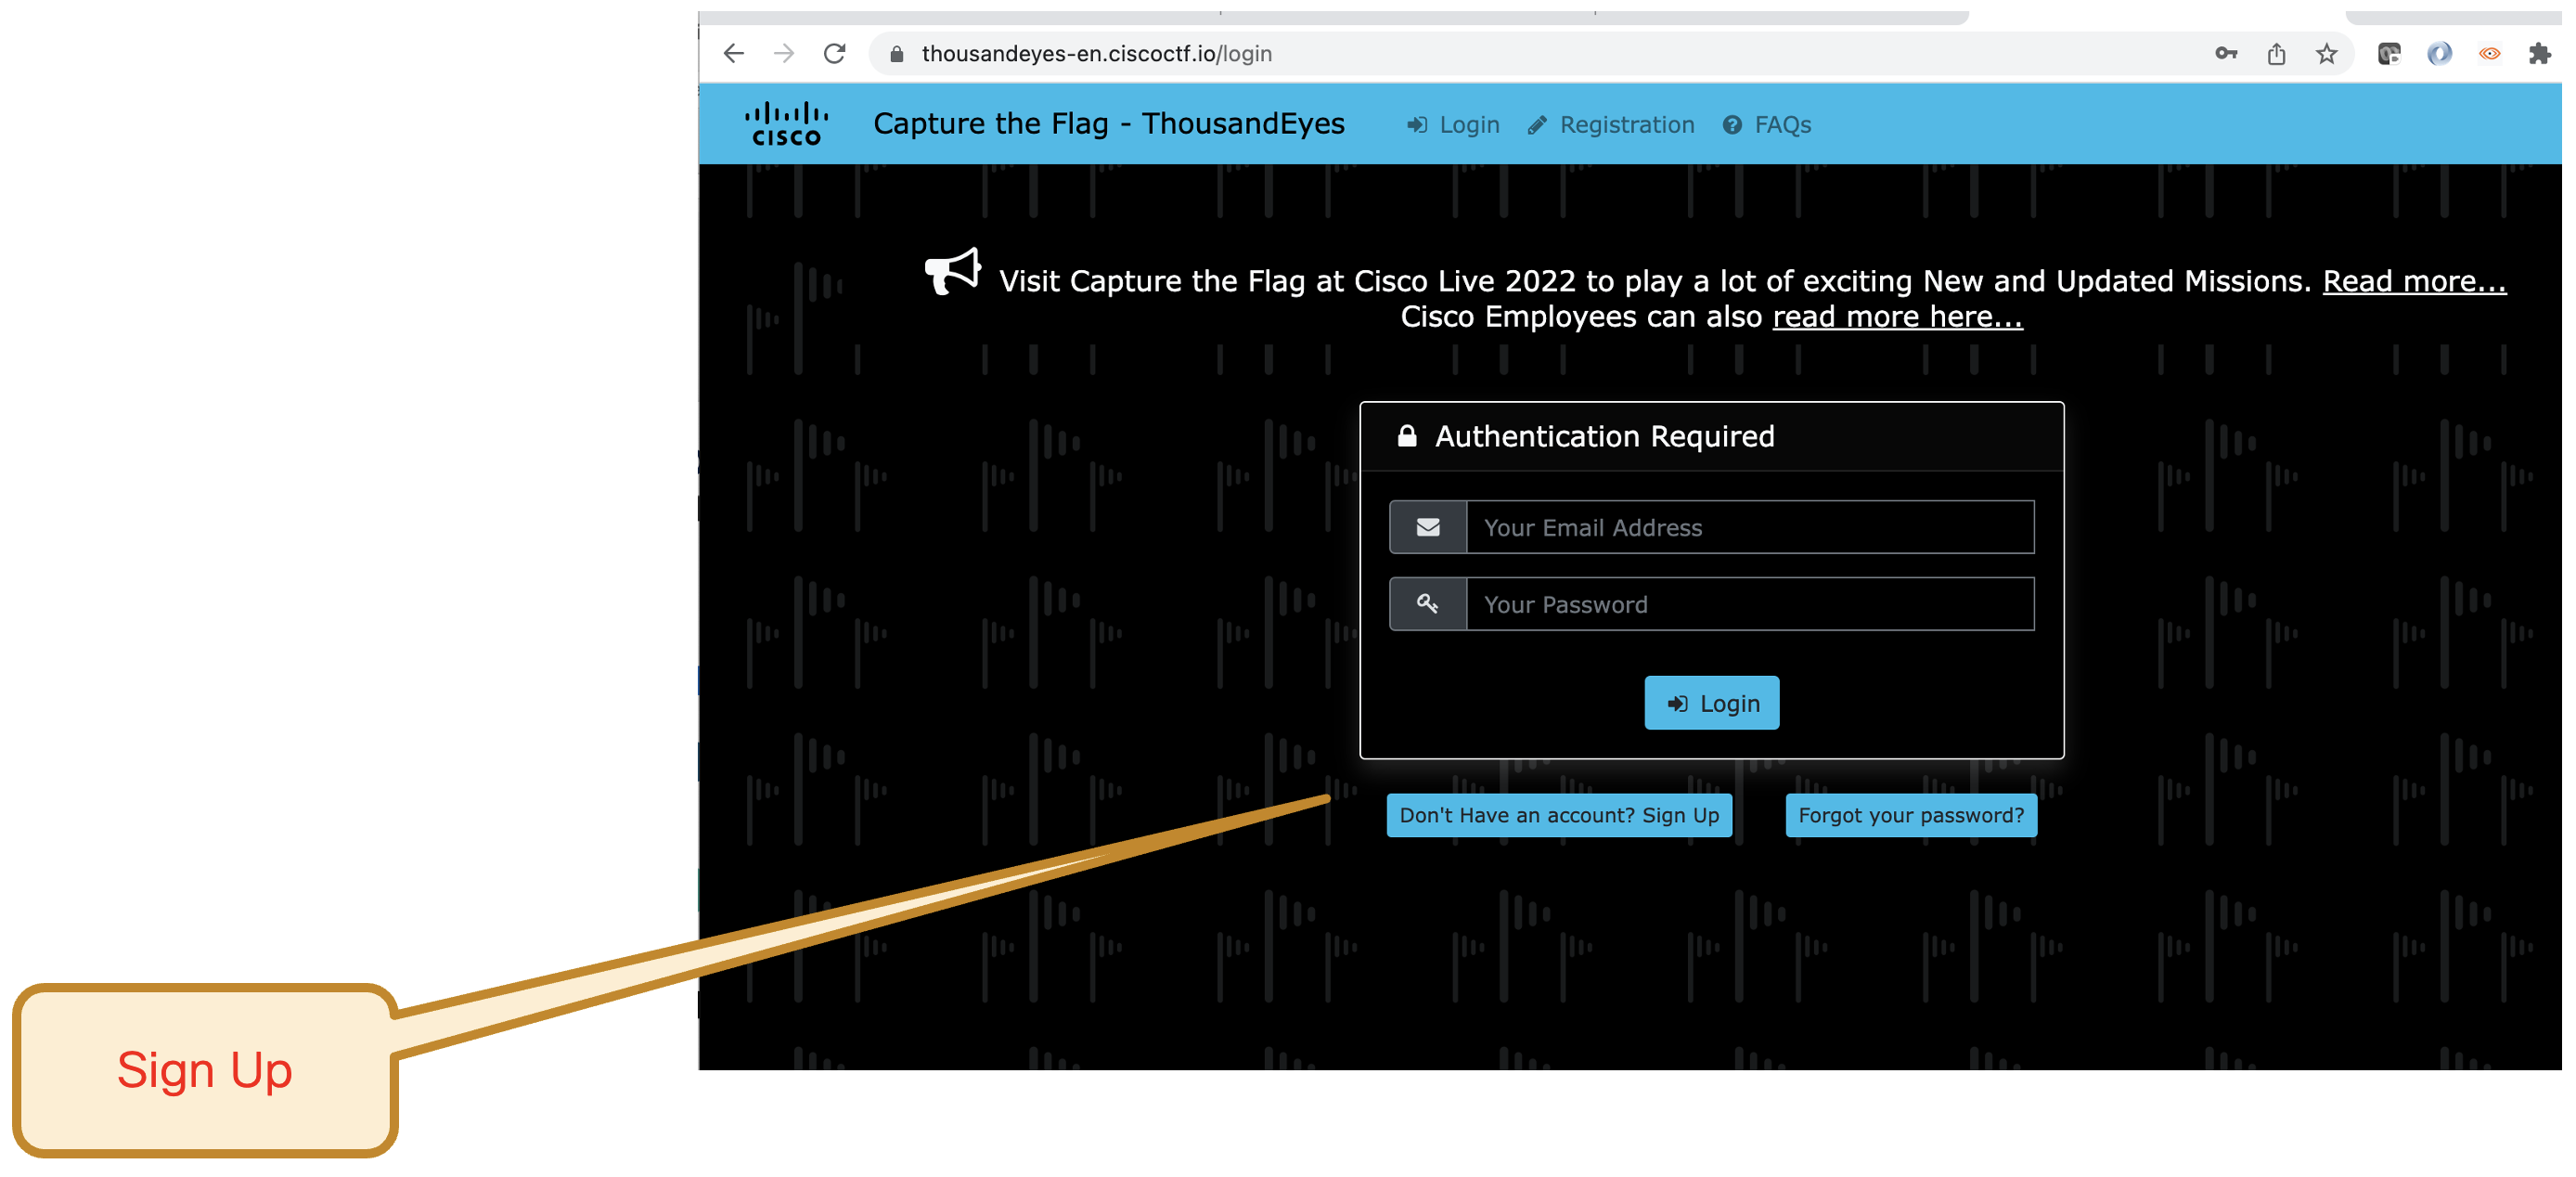 thousandeyes-en.ciscoctf.io/login
cisco
Capture the Flag - ThousandEyes
Login
Registration
FAQs
Visit Capture the Flag at Cisco Live 2022 to play a lot of exciting New and Updated Missions. Read more...
Cisco Employees can also read more here...
Authentication Required
Your Email Address
Your Password
Login
Don't Have an account? Sign Up
Forgot your password?
Sign Up